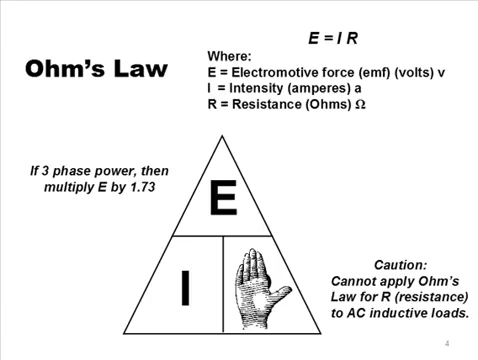 E = I R
Ohm's Law
Where:
E = Electromotive force (emf) (volts) v
I = Intensity (amperes) a
R = Resistance (Ohms) Ω
If 3 phase power, then
multiply E by 1.73
E
I
Caution:
Cannot apply Ohm's
Law for R (resistance)
to AC inductive loads.
4